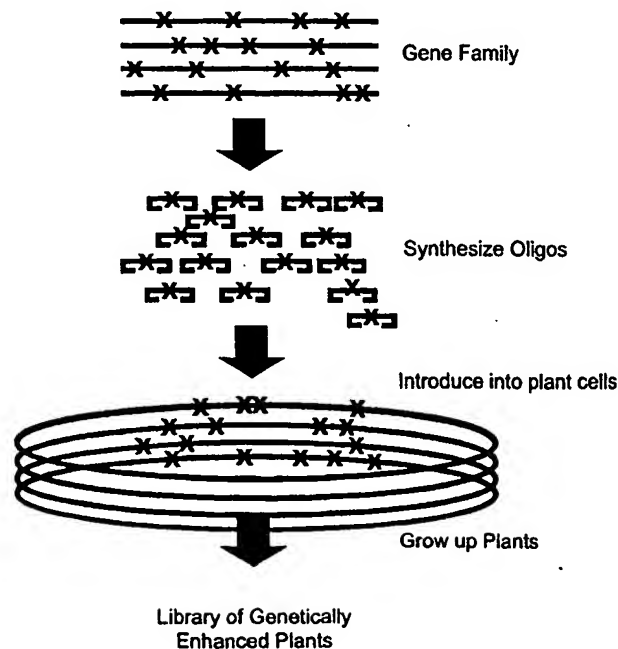 Gene Family
Synthesize Oligos
Introduce into plant cells
Grow up Plants
Library of Genetically
Enhanced Plants